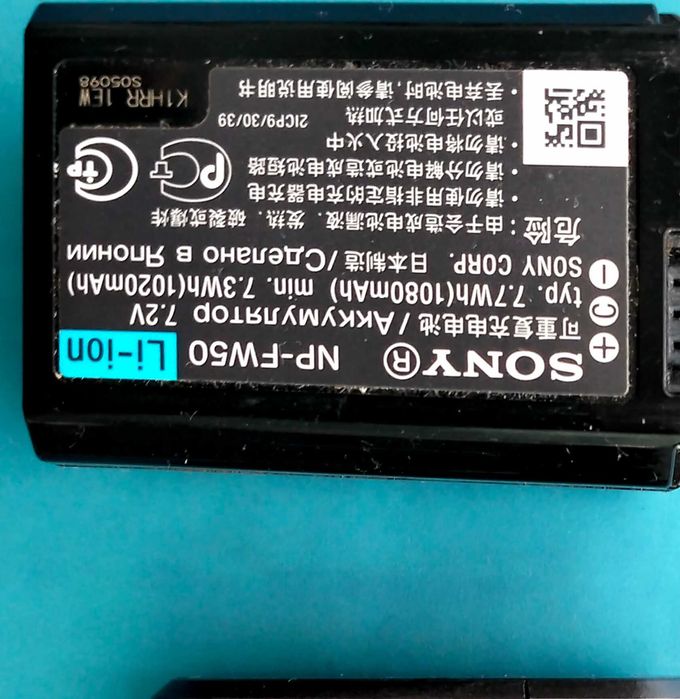 SONY® NP-FW50 Li-ion
可重复充电电池 / Аккумулятор 7.2V
typ. 7.7Wh(1080mAh) min. 7.3Wh(1020mAh)
SONY CORP. 日本制造/Сделано в Японии
+ C −
危险：由于会造成电池漏液、发热、破裂或爆炸
・请勿使用非指定的充电器充电
・请勿分解电池或造成电池短路
・请勿将电池投入火中
或以任何方式加热
2ICP9/30/39
・丢弃电池时，请参阅使用说明书
PCT
CTP
K1HRR 1EW
S05098